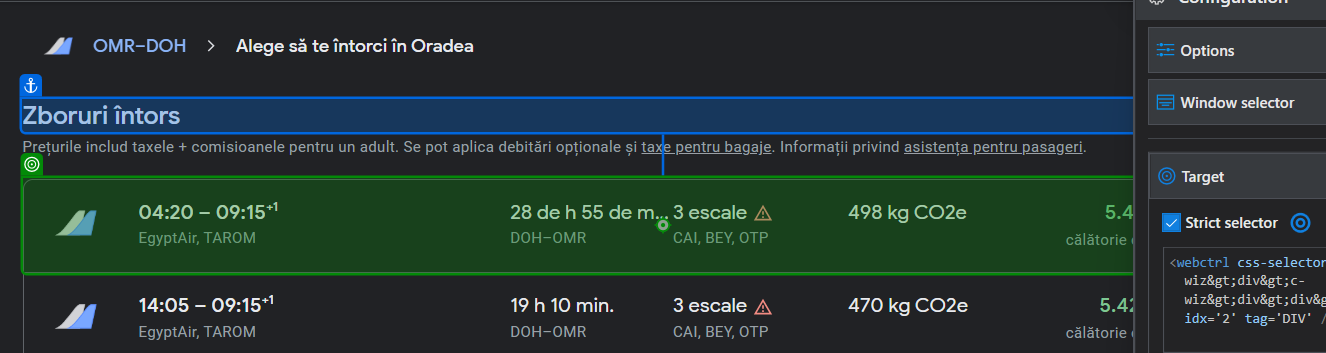 Configuration
OMR–DOH > Alege să te întorci în Oradea
Options
Zboruri întors
Window selector
Prețurile includ taxele + comisioanele pentru un adult. Se pot aplica debitări opționale și taxe pentru bagaje. Informații privind asistența pentru pasageri.
Target
04:20 – 09:15+1 28 de h 55 de m... 3 escale 498 kg CO2e 5.4
EgyptAir, TAROM DOH–OMR CAI, BEY, OTP călătorie
Strict selector
<webctrl css-selector
wiz&gt;div&gt;c-
wiz&gt;div&gt;div&g
idx='2' tag='DIV' /
14:05 – 09:15+1 19 h 10 min. 3 escale 470 kg CO2e 5.42
EgyptAir, TAROM DOH–OMR CAI, BEY, OTP călătorie